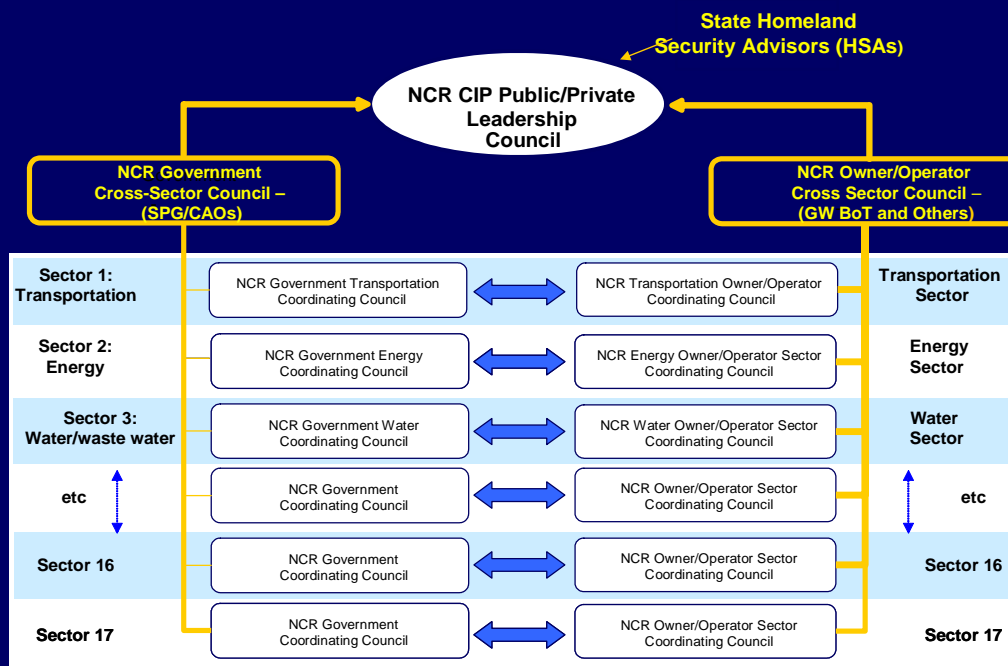 State Homeland
Security Advisors (HSAs)
NCR CIP Public/Private
Leadership
Council
NCR Government
Cross-Sector Council –
(SPG/CAOs)
NCR Owner/Operator
Cross Sector Council –
(GW BoT and Others)
Sector 1:
Transportation
NCR Government Transportation
Coordinating Council
NCR Transportation Owner/Operator
Coordinating Council
Transportation
Sector
Sector 2:
Energy
NCR Government Energy
Coordinating Council
NCR Energy Owner/Operator Sector
Coordinating Council
Energy
Sector
Sector 3:
Water/waste water
NCR Government Water
Coordinating Council
NCR Water Owner/Operator Sector
Coordinating Council
Water
Sector
etc
NCR Government
Coordinating Council
NCR Owner/Operator Sector
Coordinating Council
etc
Sector 16
NCR Government
Coordinating Council
NCR Owner/Operator Sector
Coordinating Council
Sector 16
Sector 17
NCR Government
Coordinating Council
NCR Owner/Operator Sector
Coordinating Council
Sector 17